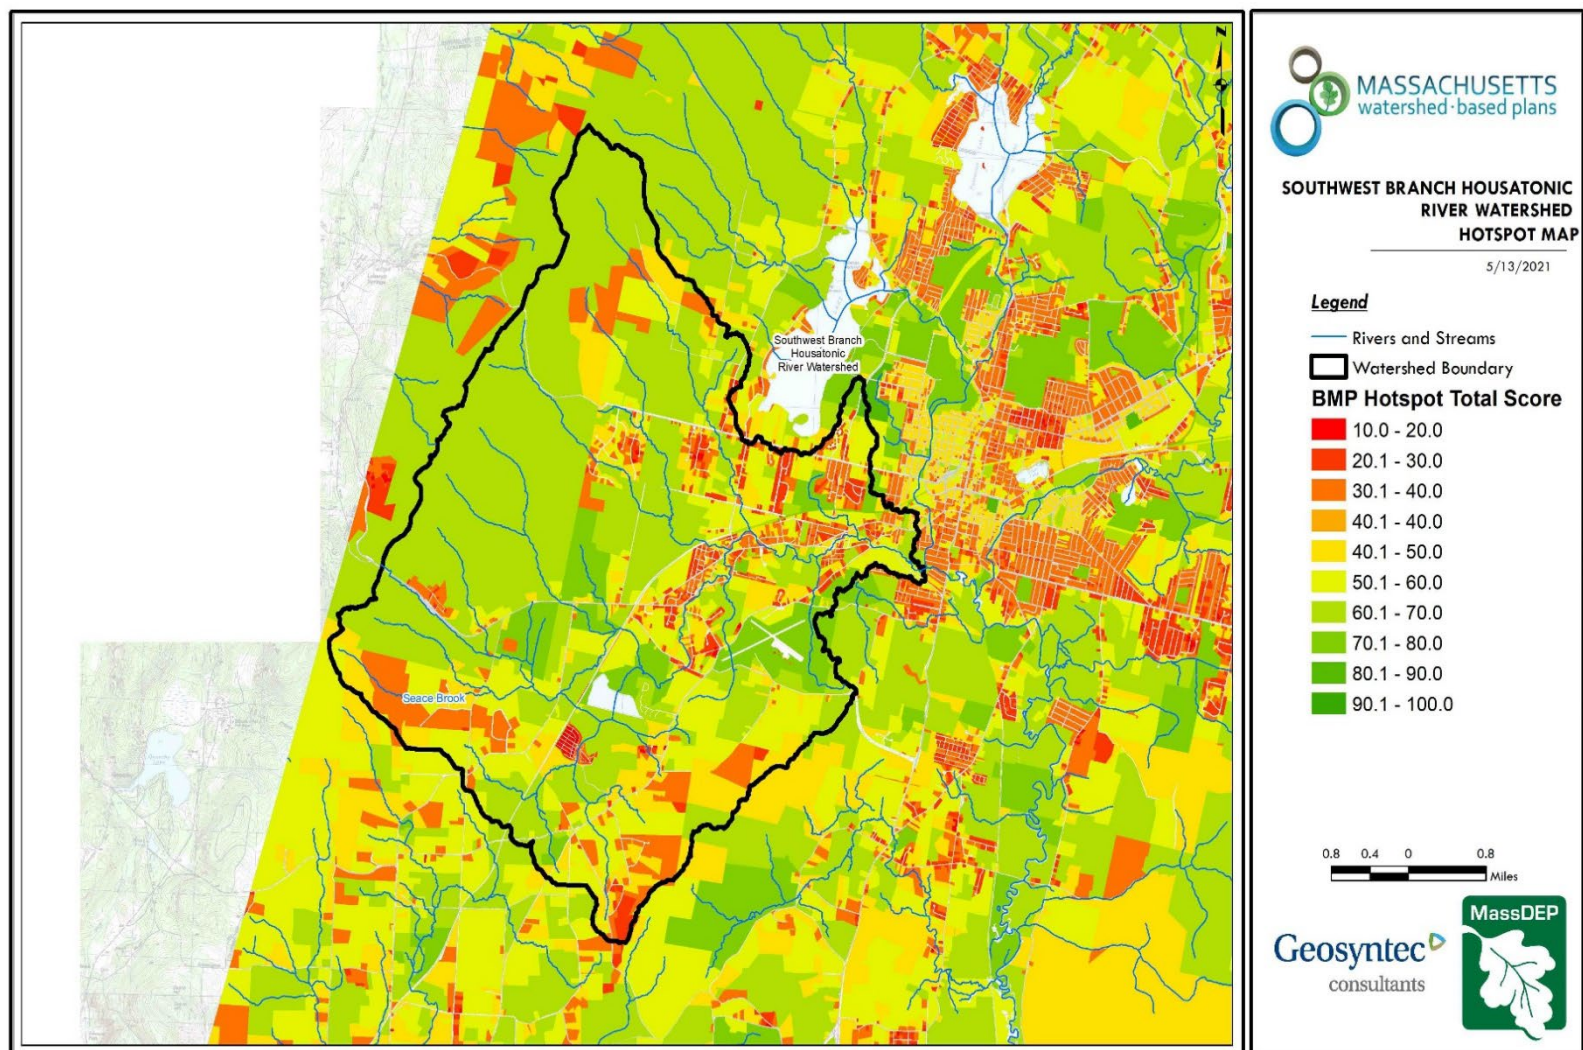 Z
Southwest Branch
Housatonic
River Watershed
Seace Brook
MASSACHUSETTS
watershed·based plans
SOUTHWEST BRANCH HOUSATONIC
RIVER WATERSHED
HOTSPOT MAP
5/13/2021
Legend
Rivers and Streams
Watershed Boundary
BMP Hotspot Total Score
10.0 - 20.0
20.1 - 30.0
30.1 - 40.0
40.1 - 40.0
40.1 - 50.0
50.1 - 60.0
60.1 - 70.0
70.1 - 80.0
80.1 - 90.0
90.1 - 100.0
0.8 0.4 0 0.8
Miles
Geosyntec
consultants
MassDEP